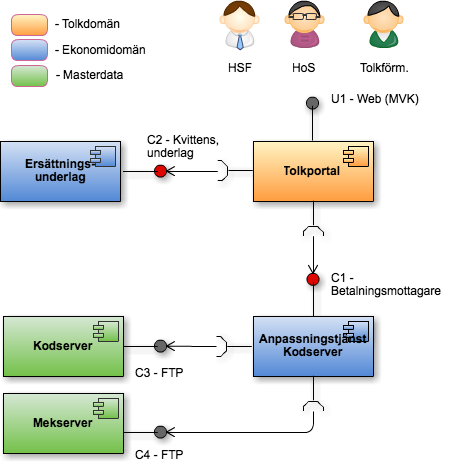 - Tolkdomän
- Ekonomidomän
- Masterdata
HSF
HoS
Tolkförm.
U1 - Web (MVK)
C2 - Kvittens,
underlag
Ersättnings-
underlag
Tolkportal
C1 -
Betalningsmottagare
Kodserver
Anpassningstjänst
Kodserver
C3 - FTP
Mekserver
C4 - FTP